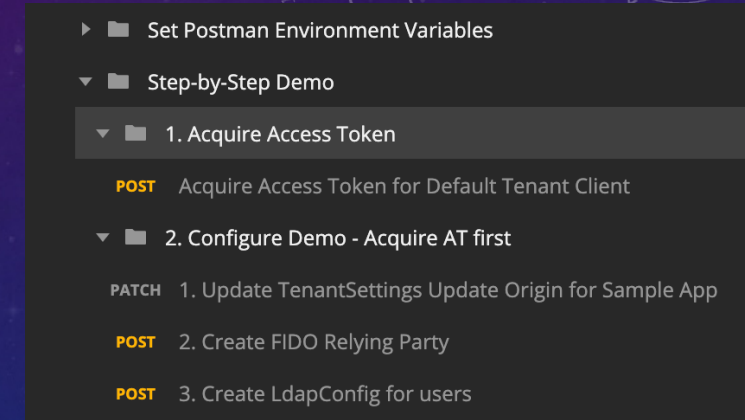 Set Postman Environment Variables
Step-by-Step Demo
1. Acquire Access Token
POST Acquire Access Token for Default Tenant Client
2. Configure Demo - Acquire AT first
PATCH 1. Update TenantSettings Update Origin for Sample App
POST 2. Create FIDO Relying Party
POST 3. Create LdapConfig for users